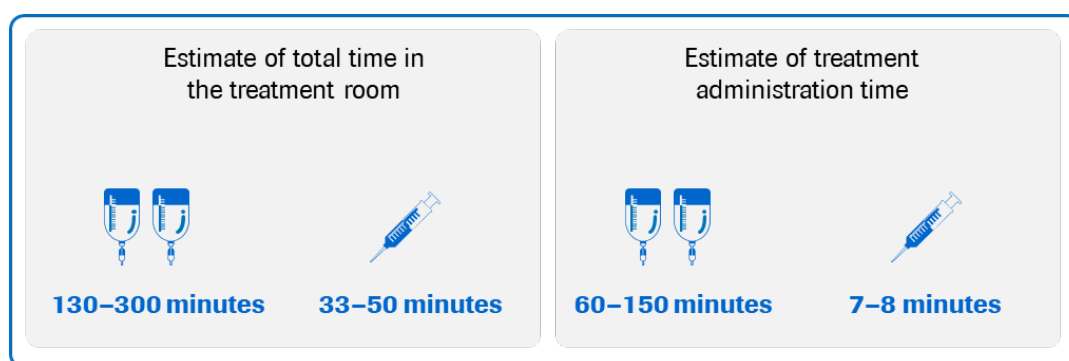 Estimate of total time in
the treatment room
130–300 minutes
33–50 minutes
Estimate of treatment
administration time
60–150 minutes
7–8 minutes